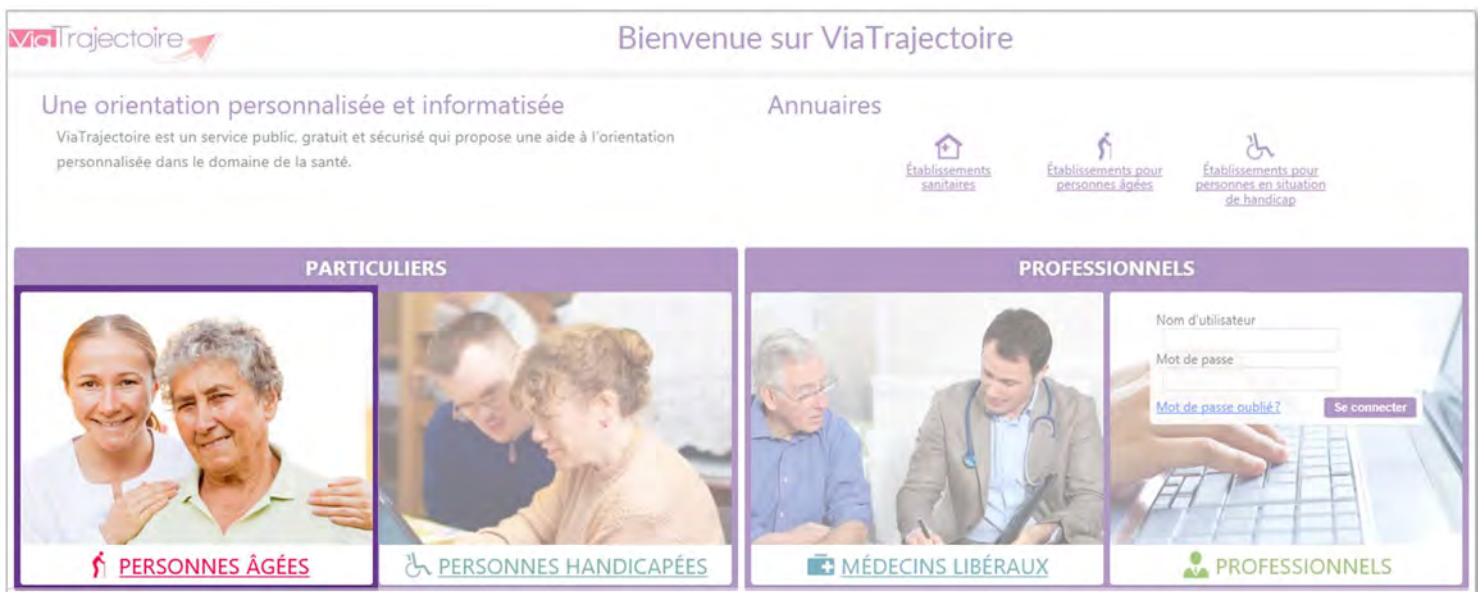 ViaTrajectoire
Bienvenue sur ViaTrajectoire
Une orientation personnalisée et informatisée
ViaTrajectoire est un service public, gratuit et sécurisé qui propose une aide à l'orientation
personnalisée dans le domaine de la santé.
Annuaires
Établissements
sanitaires
Établissements pour
personnes âgées
Établissements pour
personnes en situation
de handicap
PARTICULIERS
PERSONNES ÂGÉES
PERSONNES HANDICAPÉES
PROFESSIONNELS
MÉDECINS LIBÉRAUX
Nom d'utilisateur
Mot de passe
Mot de passe oublié?
Se connecter
PROFESSIONNELS